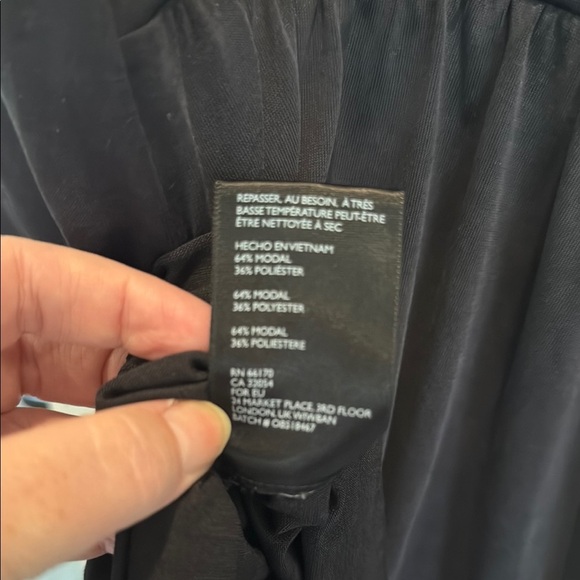 REPASSER, AU BESOIN, À TRÈS
BASSE TEMPÉRATURE PEUT-ÊTRE
ÊTRE NETTOYÉE À SEC
HECHO EN VIETNAM
64% MODAL
36% POLIÉSTER
64% MODAL
36% POLYESTER
64% MODAL
36% POLIESTERE
RN 66170
CA 32054
FOR EU
24 MARKET PLACE, 3RD FLOOR
LONDON, UK W1W8AN
BATCH # OB518467